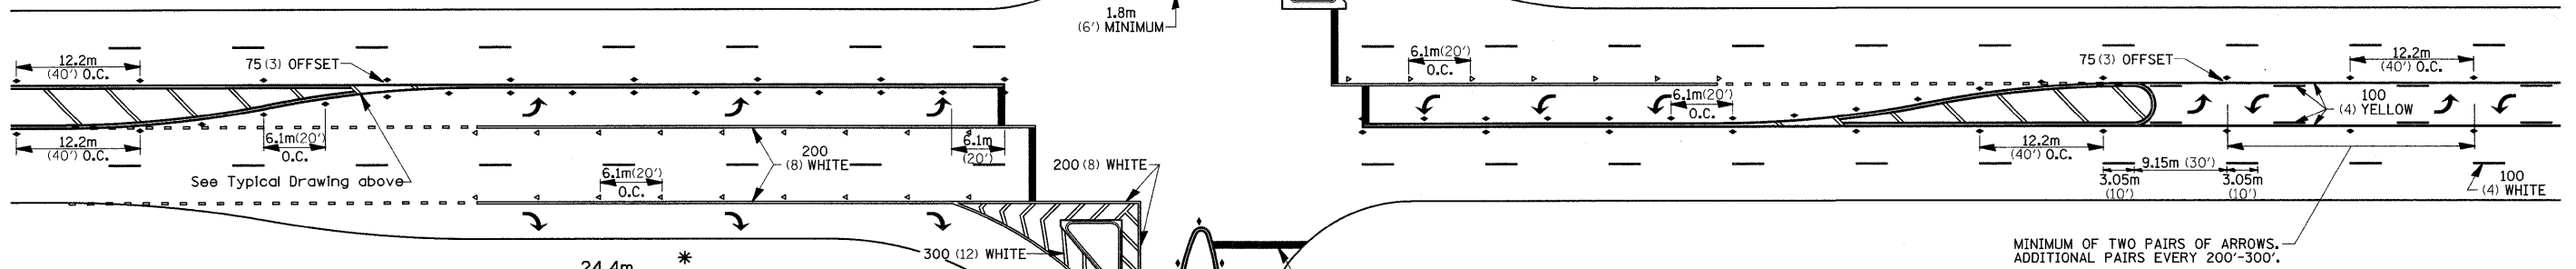 1.8m
(6') MINIMUM
12.2m
(40') O.C.
75 (3) OFFSET
6.1m(20')
O.C.
75 (3) OFFSET
12.2m
(40') O.C.
6.1m(20')
O.C.
100
(4) YELLOW
12.2m
(40') O.C.
6.1m(20')
O.C.
200
(8) WHITE
6.1m
(20')
200 (8) WHITE
12.2m
(40') O.C.
9.15m (30')
See Typical Drawing above
6.1m(20')
O.C.
3.05m
(10')
3.05m
(10')
100
(4) WHITE
300 (12) WHITE
MINIMUM OF TWO PAIRS OF ARROWS.
ADDITIONAL PAIRS EVERY 200'-300'.
24.4m
*